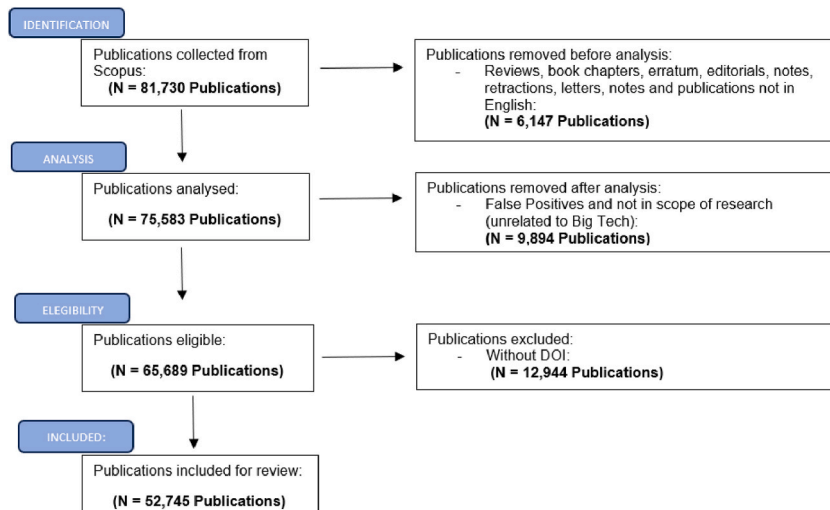 IDENTIFICATION
Publications collected from
Scopus:
(N = 81,730 Publications)
Publications removed before analysis:
- Reviews, book chapters, erratum, editorials, notes,
retractions, letters, notes and publications not in
English:
(N = 6,147 Publications)
ANALYSIS
Publications analysed:
(N = 75,583 Publications)
Publications removed after analysis:
- False Positives and not in scope of research
(unrelated to Big Tech):
(N = 9,894 Publications)
ELEGIBILITY
Publications eligible:
(N = 65,689 Publications)
Publications excluded:
- Without DOI:
(N = 12,944 Publications)
INCLUDED:
Publications included for review:
(N = 52,745 Publications)